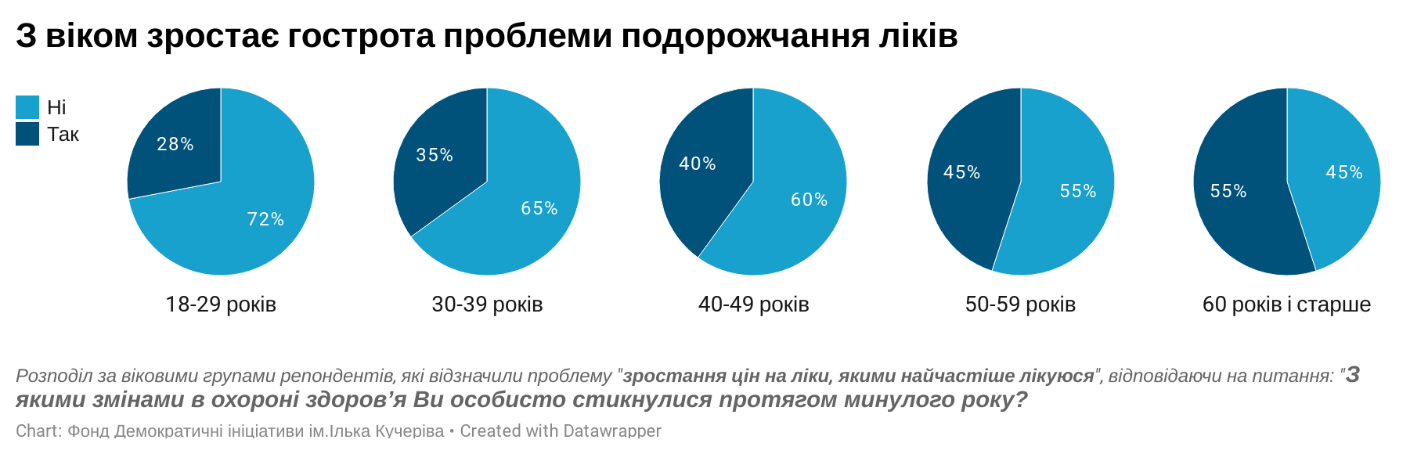 З віком зростає гострота проблеми подорожчання ліків
Ні
Так
28%
72%
35%
65%
40%
60%
45%
55%
55%
45%
18-29 років
30-39 років
40-49 років
50-59 років
60 років і старше
Розподіл за віковими групами репондентів, які відзначили проблему "зростання цін на ліки, якими найчастіше лікуюся", відповідаючи на питання: "З
якими змінами в охороні здоров’я Ви особисто стикнулися протягом минулого року?
Chart: Фонд Демократичні ініціативи ім.Ілька Кучеріва • Created with Datawrapper